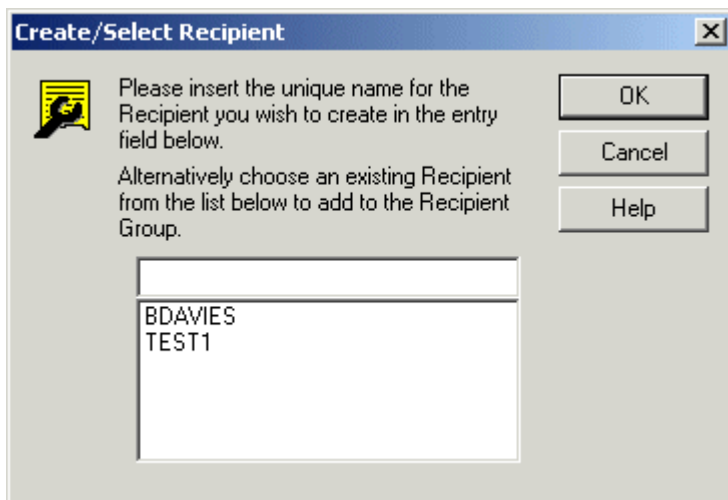 Create/Select Recipient
Please insert the unique name for the
Recipient you wish to create in the entry
field below.
Alternatively choose an existing Recipient
from the list below to add to the Recipient
Group.
OK
Cancel
Help
BDAVIES
TEST1